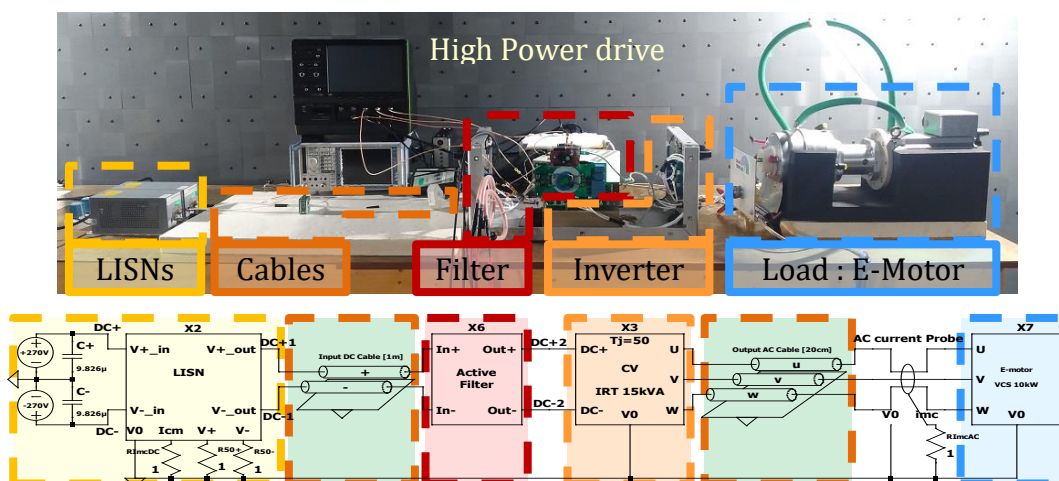 High Power drive
LISNs
Cables
Filter
Inverter
Load : E-Motor
DC+
C+
+270V
9.826µ
C-
-270V
9.826µ
DC-
X2
V+_in
V+_out
LISN
V-_in
V-_out
V0
Icm
V+
V-
RImcDC
1
R50+
1
R50-
1
DC+1
DC-1
Input DC Cable [1m]
+
-
X6
In+
Out+
Active
Filter
In-
Out-
DC+2
DC-2
X3
Tj=50
DC+
U
CV
V
IRT 15kVA
DC-
W
V0
Output AC Cable [20cm]
u
v
w
AC current Probe
V0
imc
RImcAC
1
X7
U
E-motor
V
VCS 10kW
W
V0